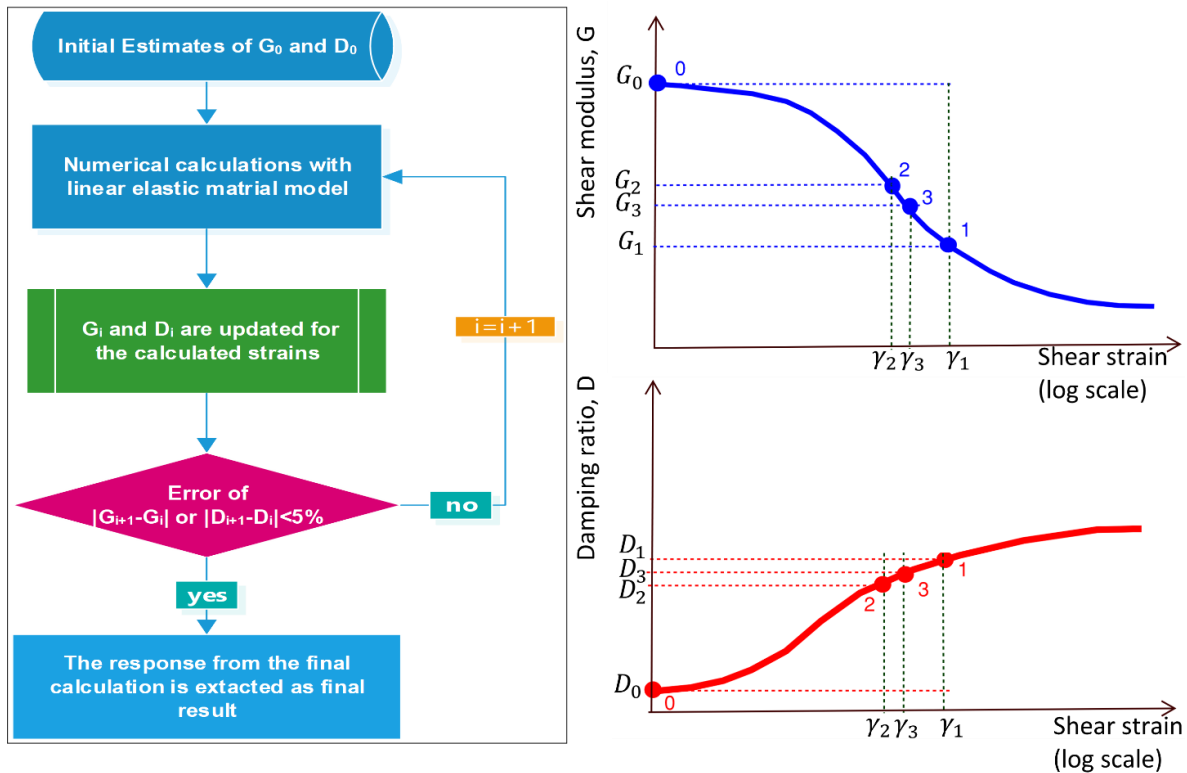 Initial Estimates of G₀ and D₀
Numerical calculations with
linear elastic matrial model
Gᵢ and Dᵢ are updated for
the calculated strains
i=i+1
Error of
|Gᵢ₊₁-Gᵢ| or |Dᵢ₊₁-Dᵢ|<5%
no
yes
The response from the final
calculation is extacted as final
result
Shear modulus, G
G₀
G₂
G₃
G₁
0
2
3
1
γ₂
γ₃
γ₁
Shear strain
(log scale)
Damping ratio, D
D₁
D₃
D₂
D₀
0
2
3
1
γ₂
γ₃
γ₁
Shear strain
(log scale)